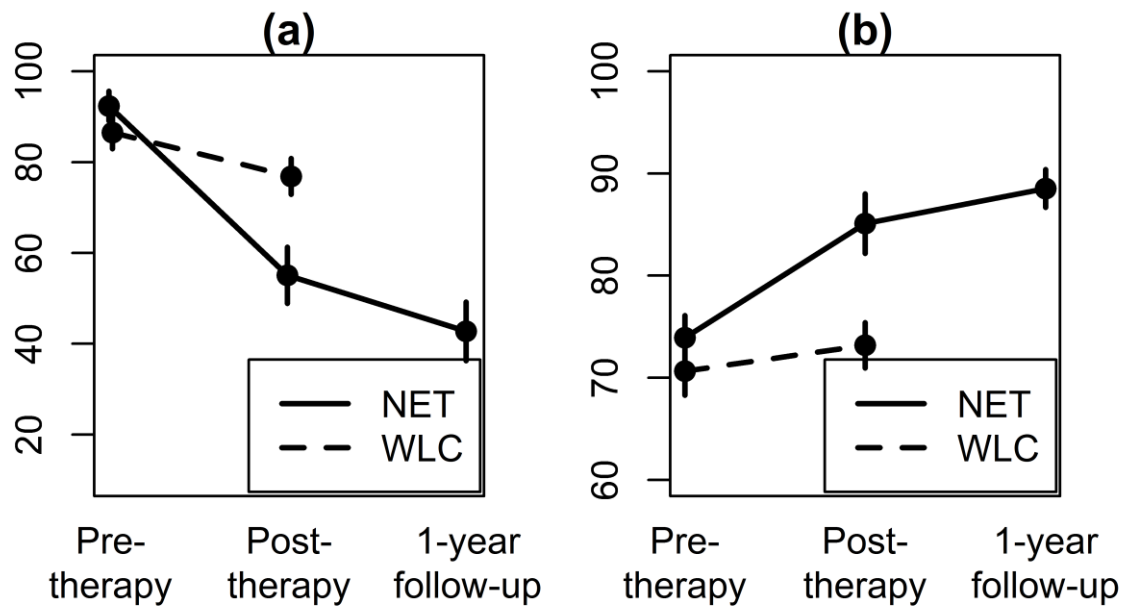 (a)
100
80
60
40
20
NET
WLC
Pre-
therapy
Post-
therapy
1-year
follow-up
(b)
100
90
80
70
60
NET
WLC
Pre-
therapy
Post-
therapy
1-year
follow-up